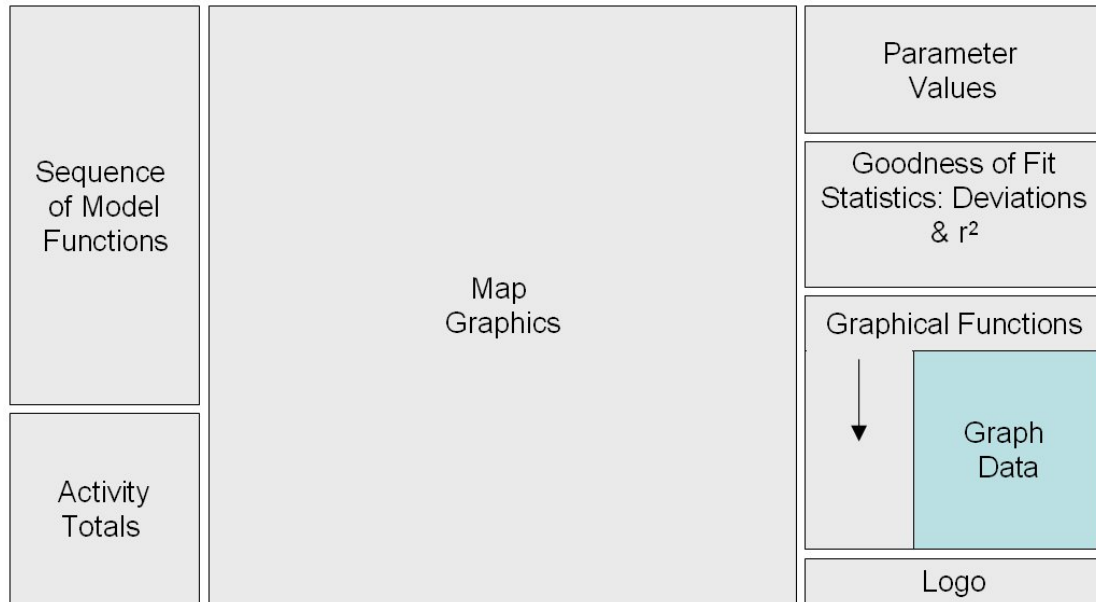 Sequence
of Model
Functions
Activity
Totals
Map
Graphics
Parameter
Values
Goodness of Fit
Statistics: Deviations
& r²
Graphical Functions
Graph
Data
Logo